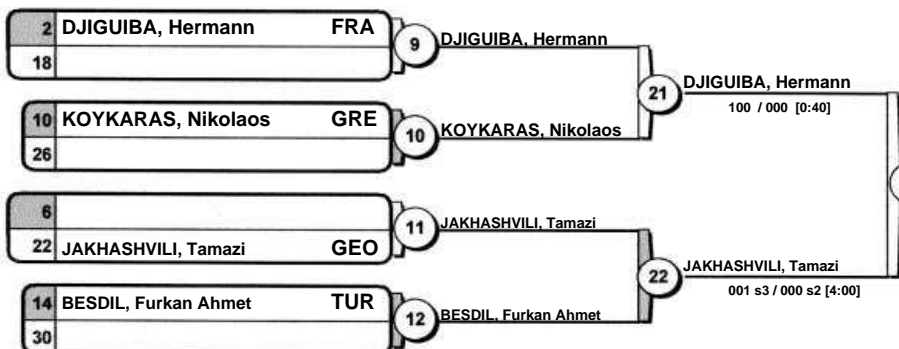 2 DJIGUIBA, Hermann FRA
18
9
DJIGUIBA, Hermann
10 KOYKARAS, Nikolaos GRE
26
10
KOYKARAS, Nikolaos
21
DJIGUIBA, Hermann
100 / 000 [0:40]
6
22 JAKHASHVILI, Tamazi GEO
11
JAKHASHVILI, Tamazi
14 BESDIL, Furkan Ahmet TUR
30
12
BESDIL, Furkan Ahmet
22
JAKHASHVILI, Tamazi
001 s3 / 000 s2 [4:00]